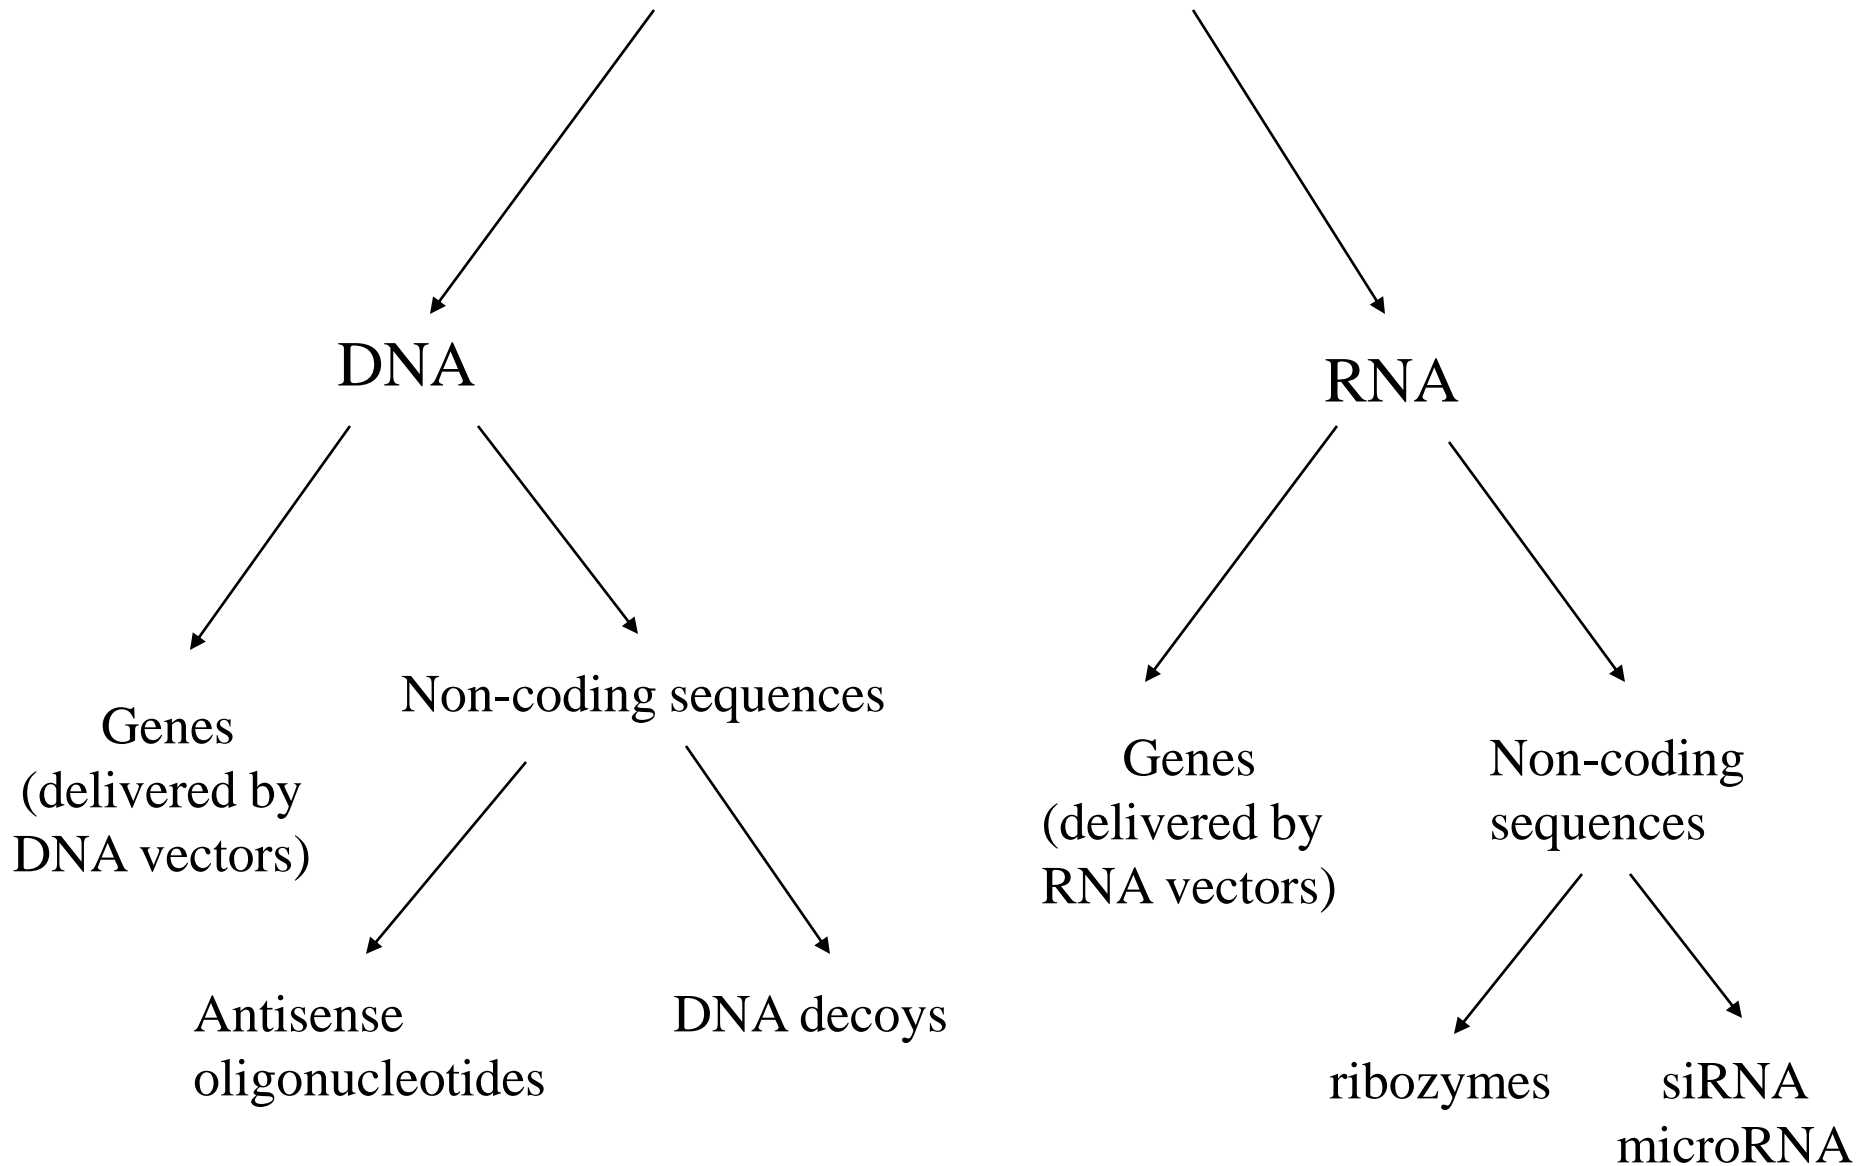 DNA
RNA
Genes
(delivered by
DNA vectors)
Non-coding sequences
Genes
(delivered by
RNA vectors)
Non-coding
sequences
Antisense
oligonucleotides
DNA decoys
ribozymes
siRNA
microRNA